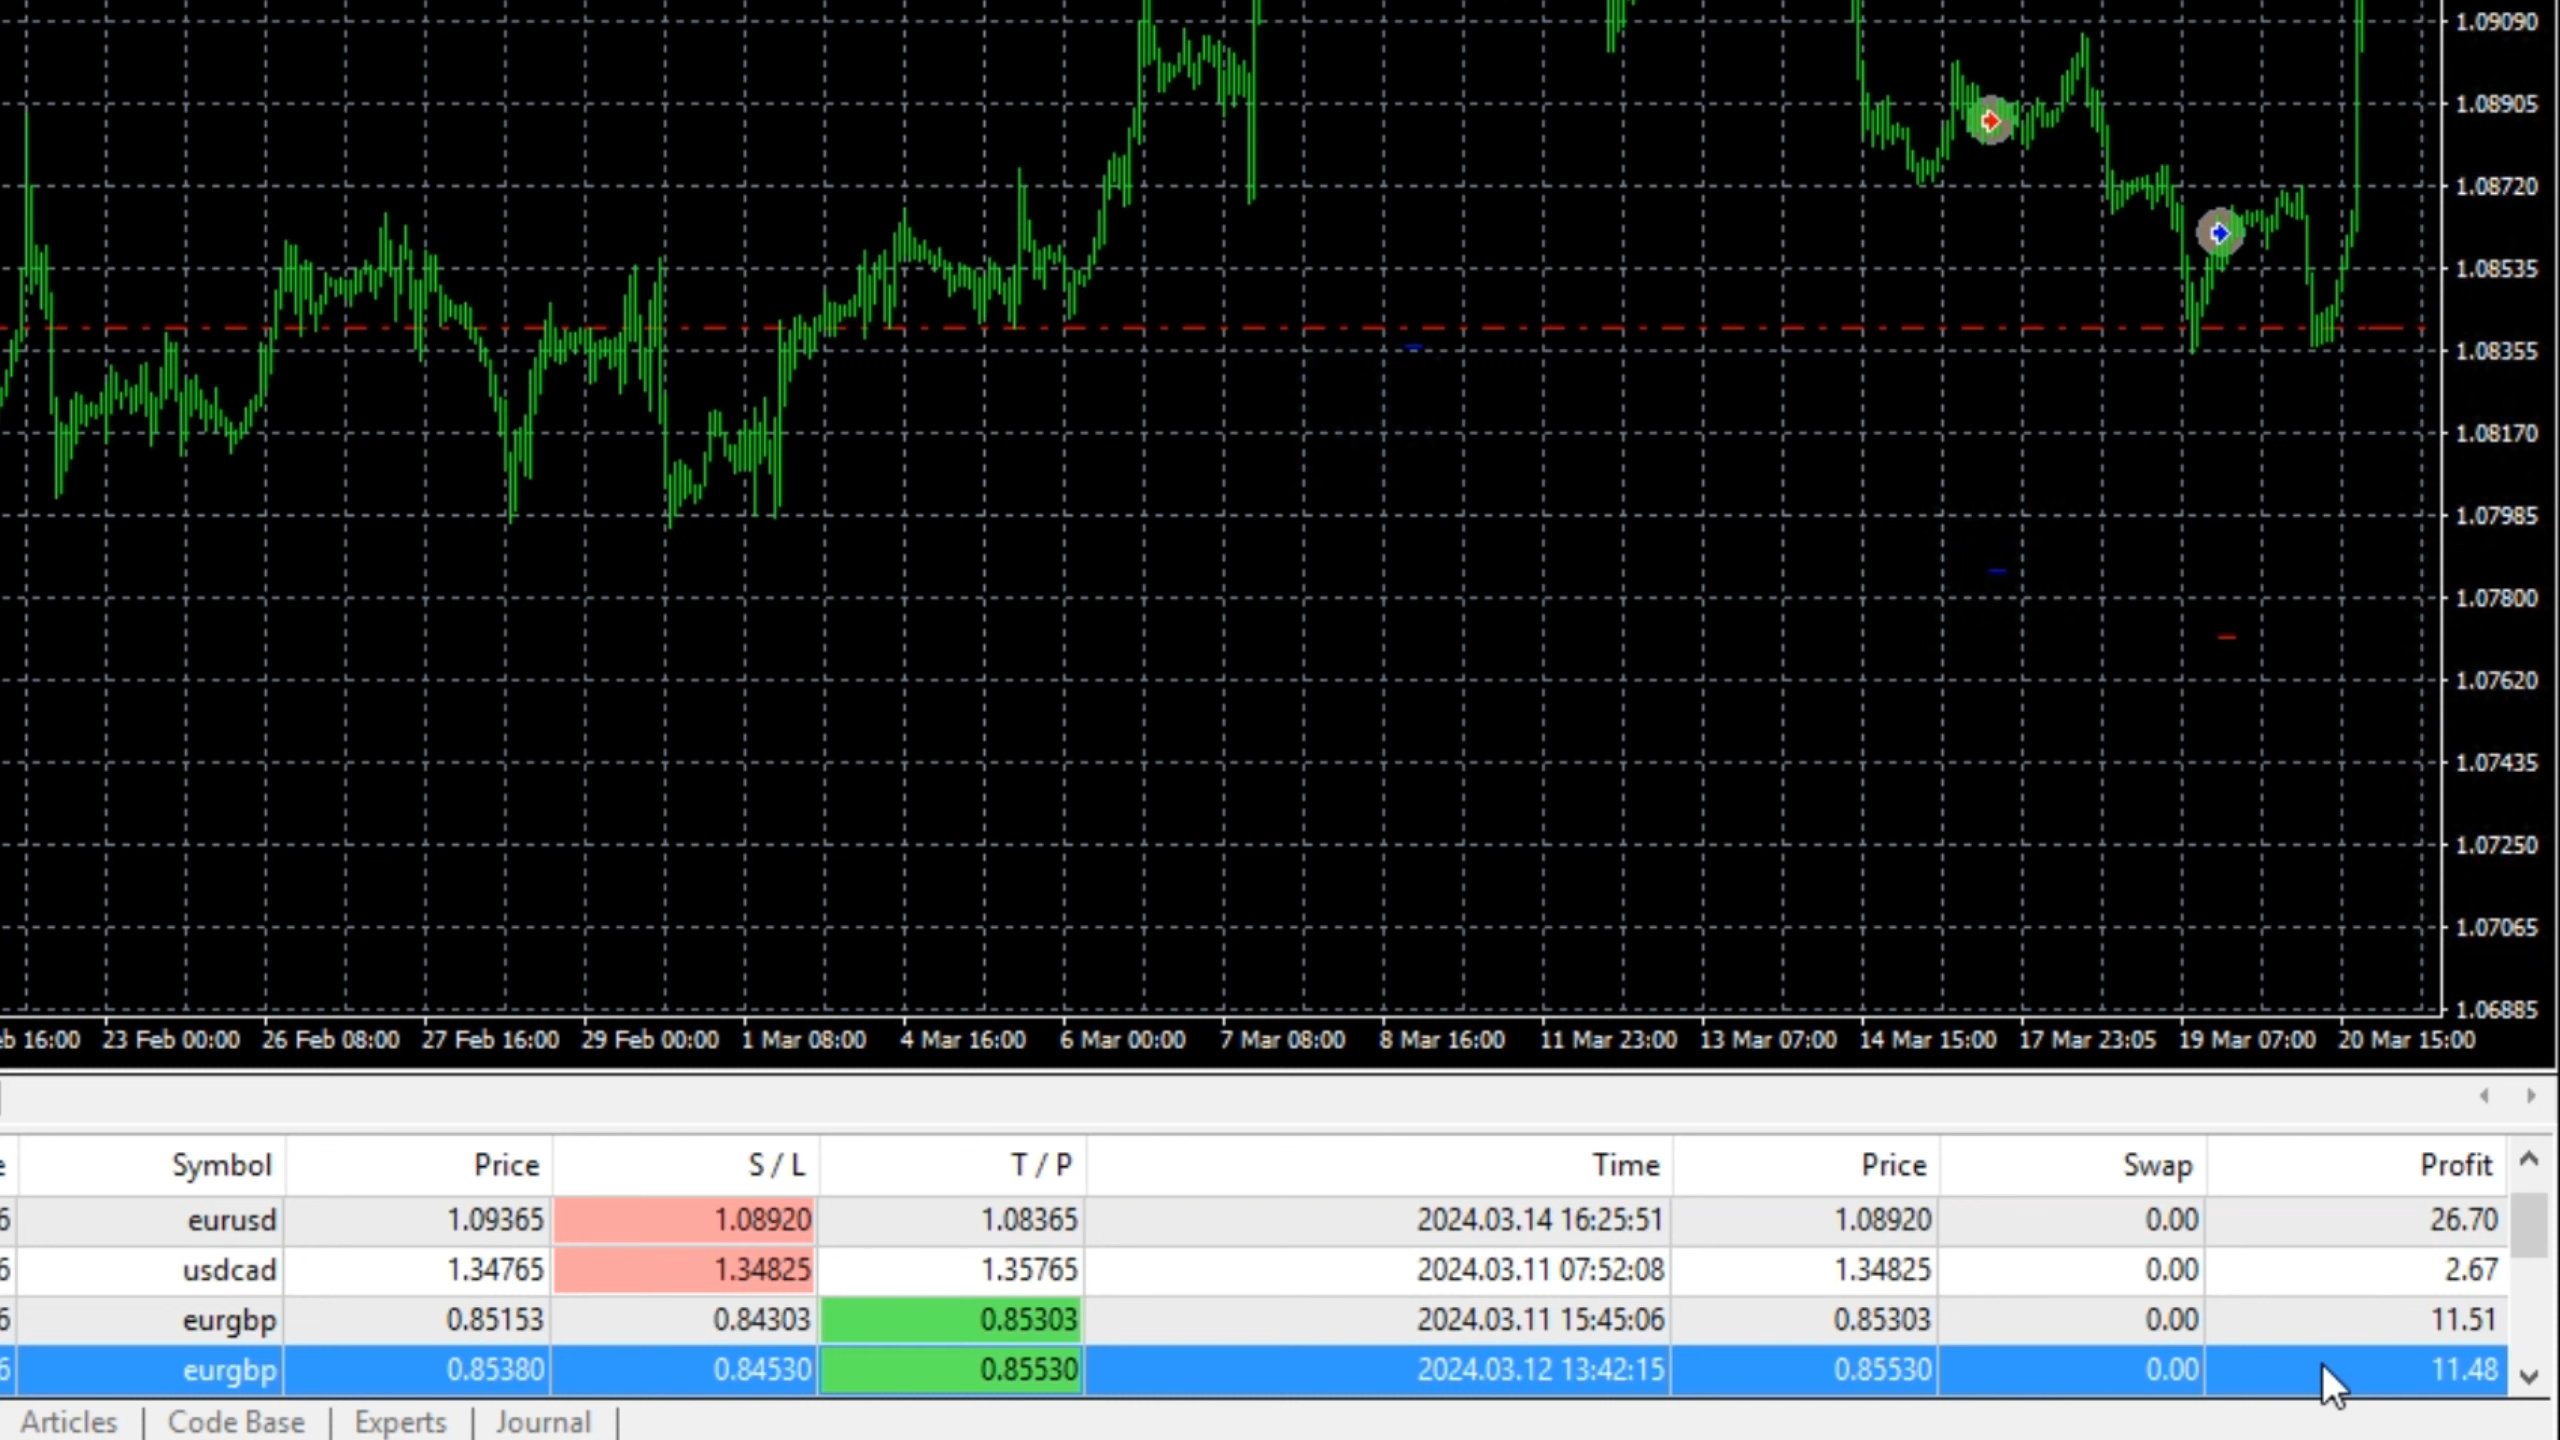 1.09090
1.08905
1.08720
1.08535
1.08355
1.08170
1.07985
1.07800
1.07620
1.07435
1.07250
1.07065
1.06885
eb 16:00 23 Feb 00:00 26 Feb 08:00 27 Feb 16:00 29 Feb 00:00 1 Mar 08:00 4 Mar 16:00 6 Mar 00:00 7 Mar 08:00 8 Mar 16:00 11 Mar 23:00 13 Mar 07:00 14 Mar 15:00 17 Mar 23:05 19 Mar 07:00 20 Mar 15:00
e Symbol Price S / L T / P Time Price Swap Profit
6 eurusd 1.09365 1.08920 1.08365 2024.03.14 16:25:51 1.08920 0.00 26.70
6 usdcad 1.34765 1.34825 1.35765 2024.03.11 07:52:08 1.34825 0.00 2.67
6 eurgbp 0.85153 0.84303 0.85303 2024.03.11 15:45:06 0.85303 0.00 11.51
6 eurgbp 0.85380 0.84530 0.85530 2024.03.12 13:42:15 0.85530 0.00 11.48
Articles | Code Base | Experts | Journal |